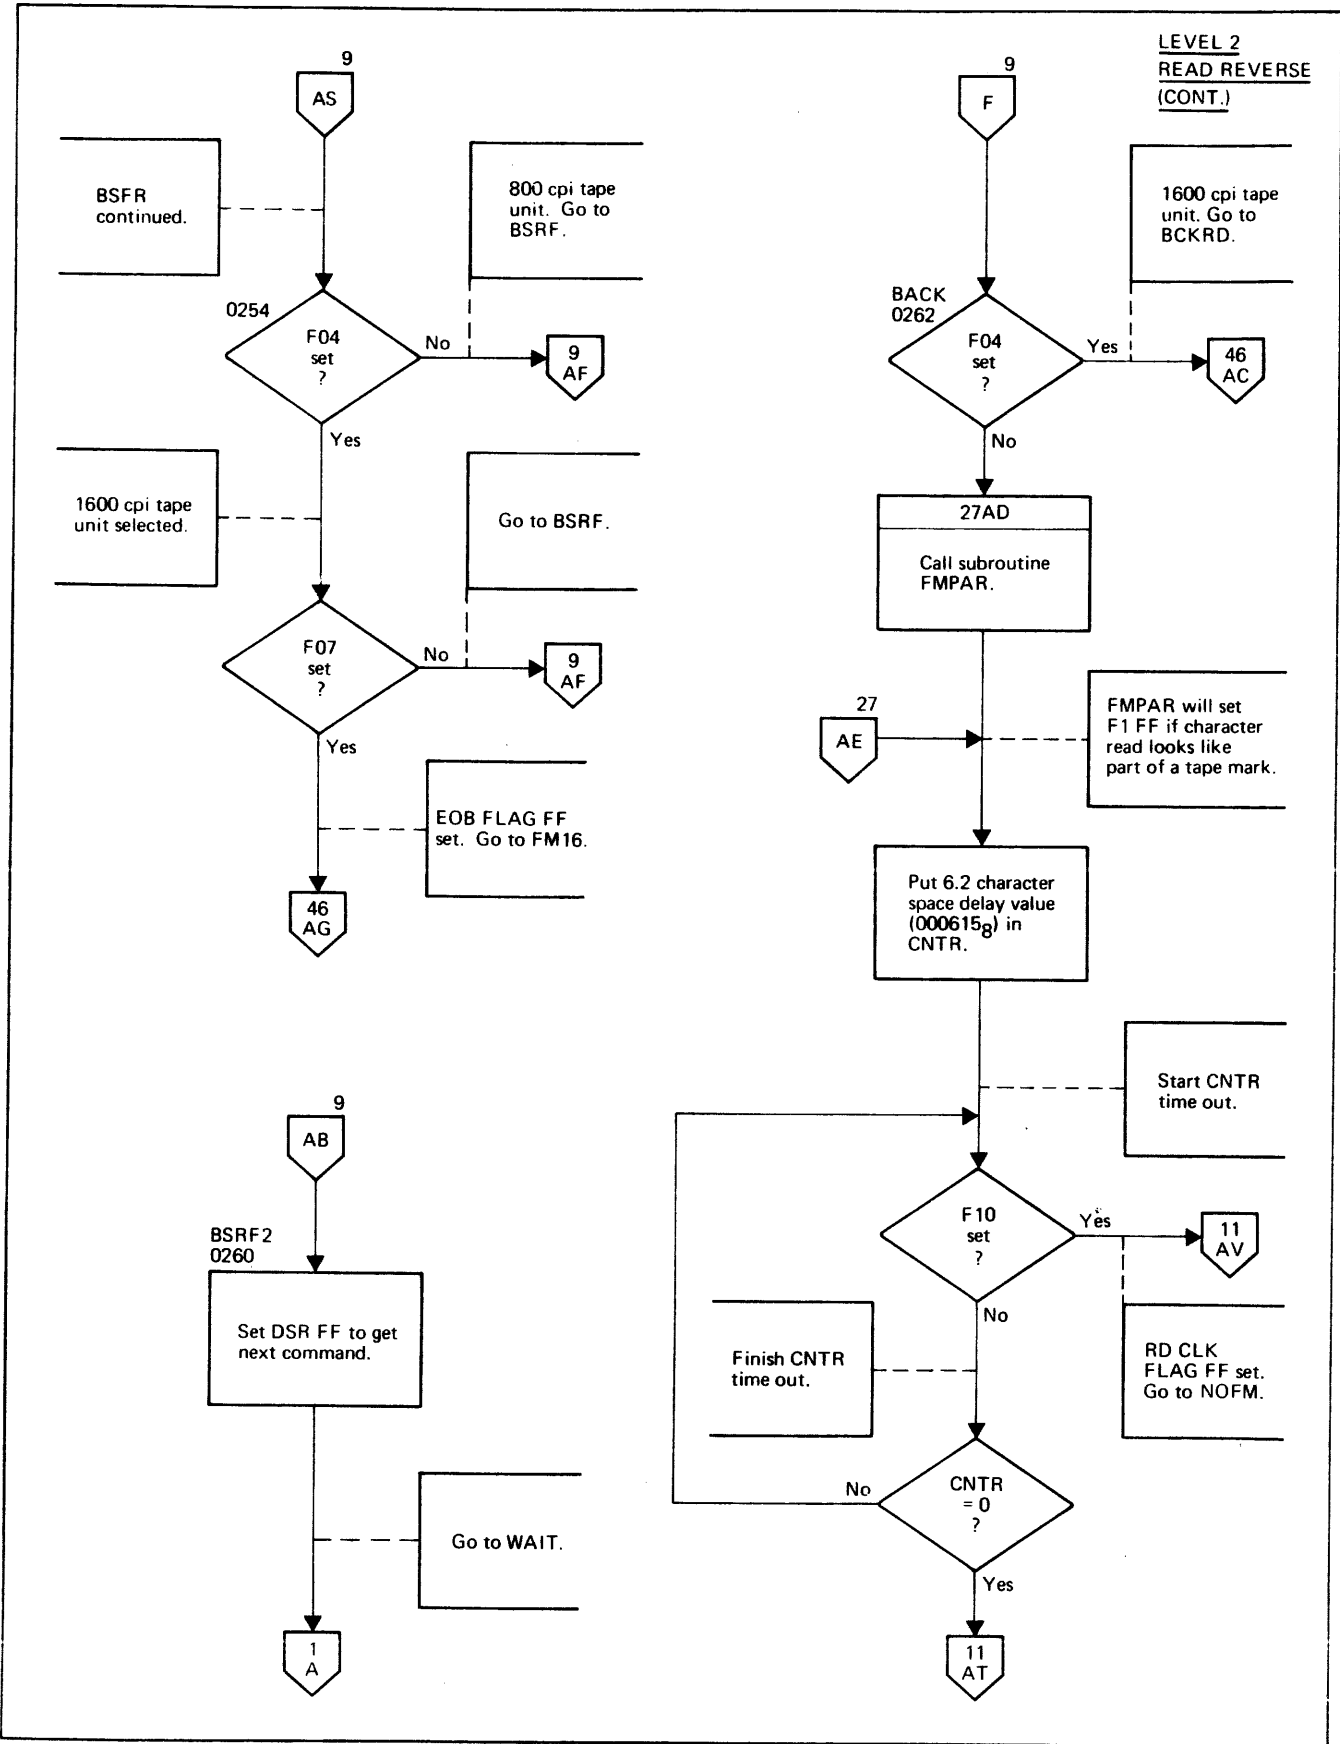 LEVEL 2
READ REVERSE
(CONT.)
9
AS
BSFR
continued.
800 cpi tape
unit. Go to
BSRF.
0254
F04
set
?
No
9
AF
Yes
1600 cpi tape
unit selected.
Go to BSRF.
F07
set
?
No
9
AF
Yes
EOB FLAG FF
set. Go to FM16.
46
AG
9
AB
BSRF2
0260
Set DSR FF to get
next command.
Go to WAIT.
1
A
9
F
1600 cpi tape
unit. Go to
BCKRD.
BACK
0262
F04
set
?
Yes
46
AC
No
27AD
Call subroutine
FMPAR.
27
AE
FMPAR will set
F1 FF if character
read looks like
part of a tape mark.
Put 6.2 character
space delay value
(000615₈) in
CNTR.
Start CNTR
time out.
F10
set
?
Yes
11
AV
No
Finish CNTR
time out.
RD CLK
FLAG FF set.
Go to NOFM.
CNTR
= 0
?
No
Yes
11
AT